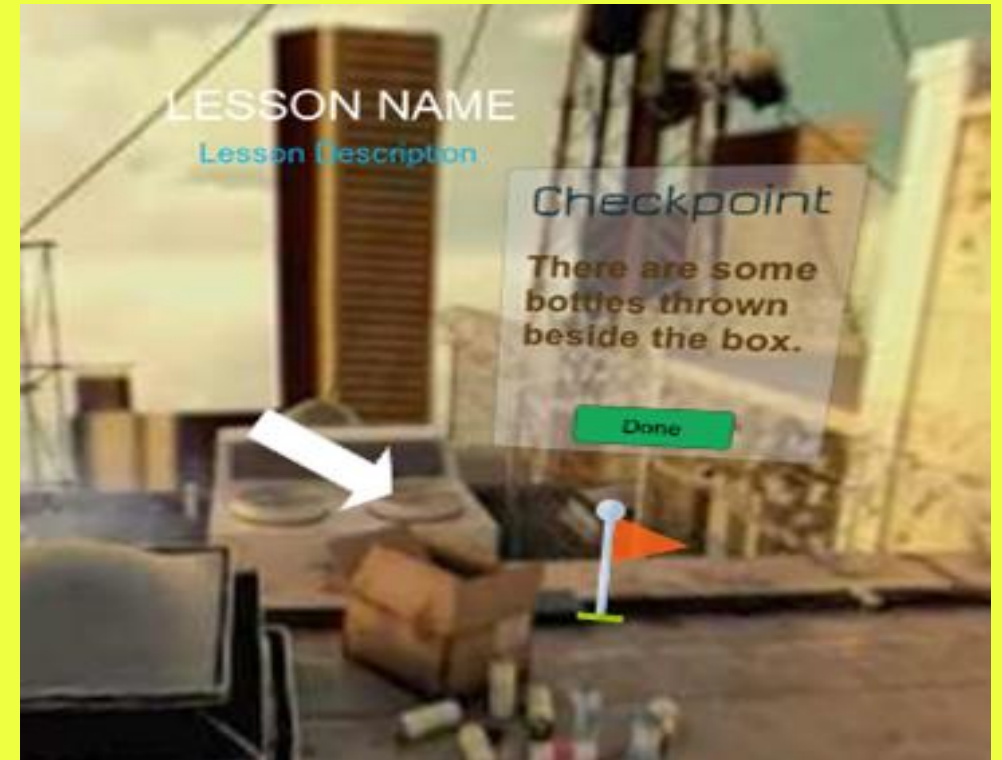 LESSON NAME
Lesson Description
Checkpoint
There are some
bottles thrown
beside the box.
Done